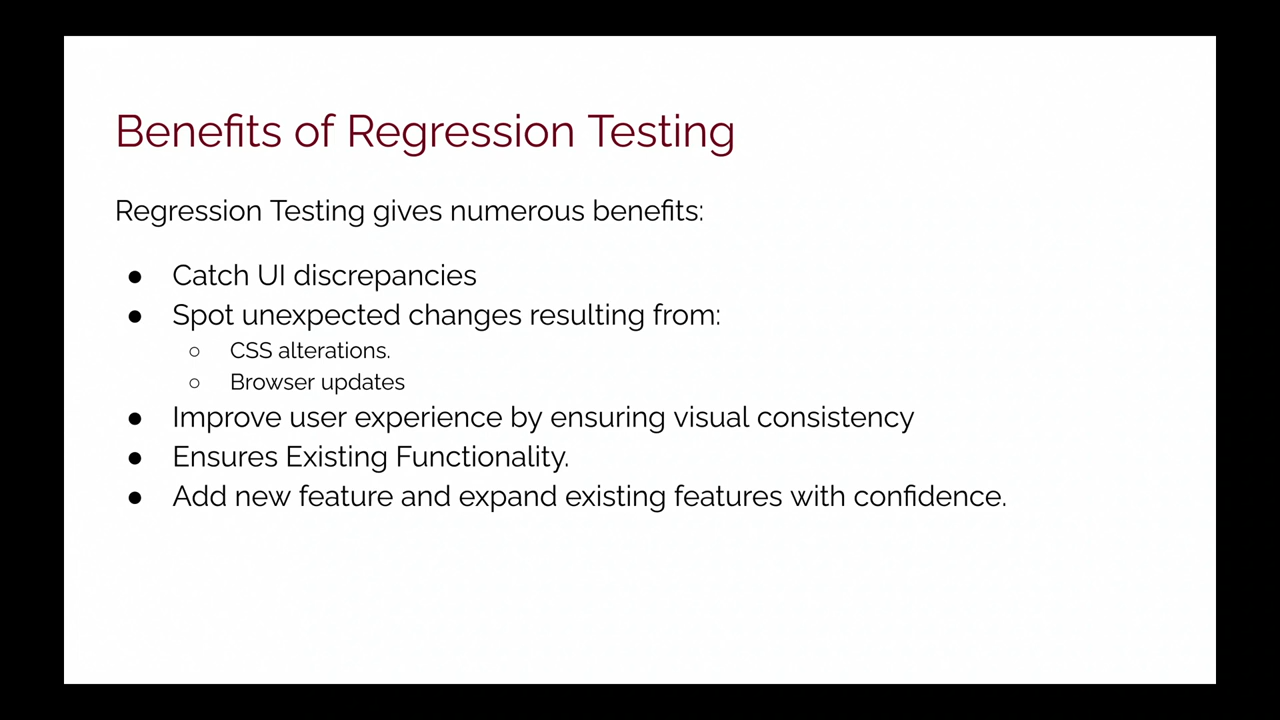 Benefits of Regression Testing
Regression Testing gives numerous benefits:
● Catch UI discrepancies
● Spot unexpected changes resulting from:
○ CSS alterations.
○ Browser updates
● Improve user experience by ensuring visual consistency
● Ensures Existing Functionality.
● Add new feature and expand existing features with confidence.